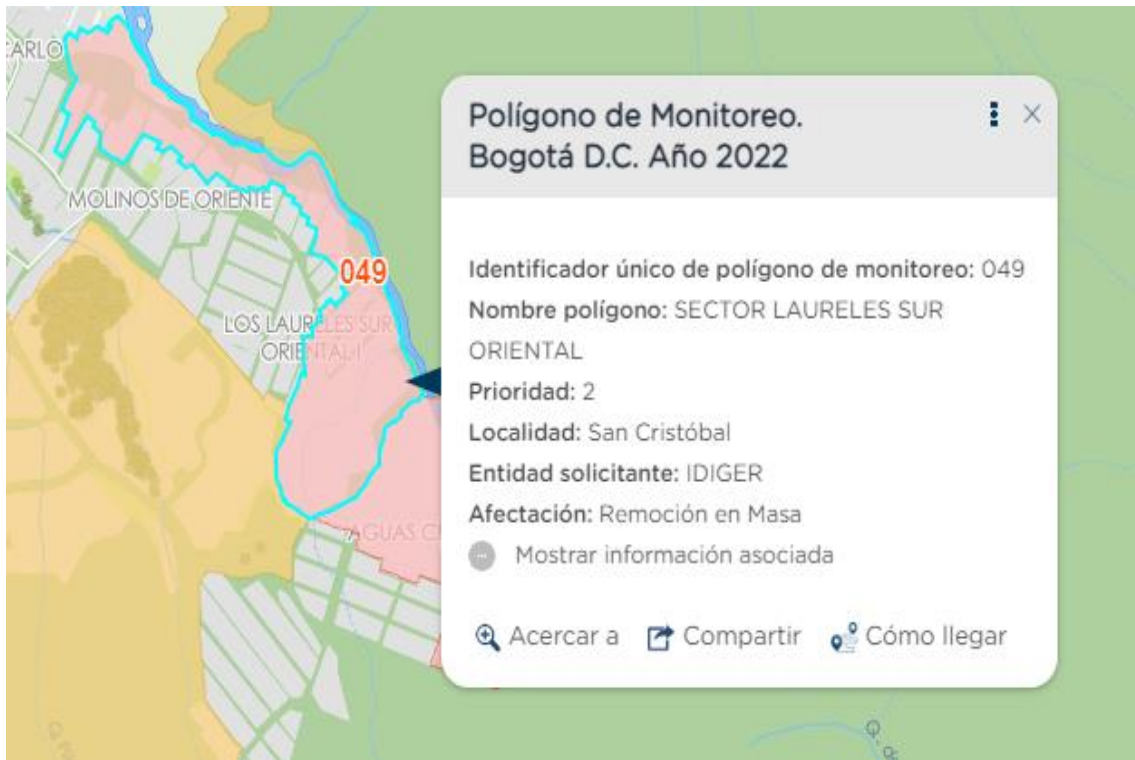 CARLO
MOLINOS DE ORIENTE
049
LOS LAURELES SUR
ORIENTAL I
AGUAS C
Polígono de Monitoreo.
Bogotá D.C. Año 2022
Identificador único de polígono de monitoreo: 049
Nombre polígono: SECTOR LAURELES SUR
ORIENTAL
Prioridad: 2
Localidad: San Cristóbal
Entidad solicitante: IDIGER
Afectación: Remoción en Masa
Mostrar información asociada
Acercar a Compartir Cómo llegar